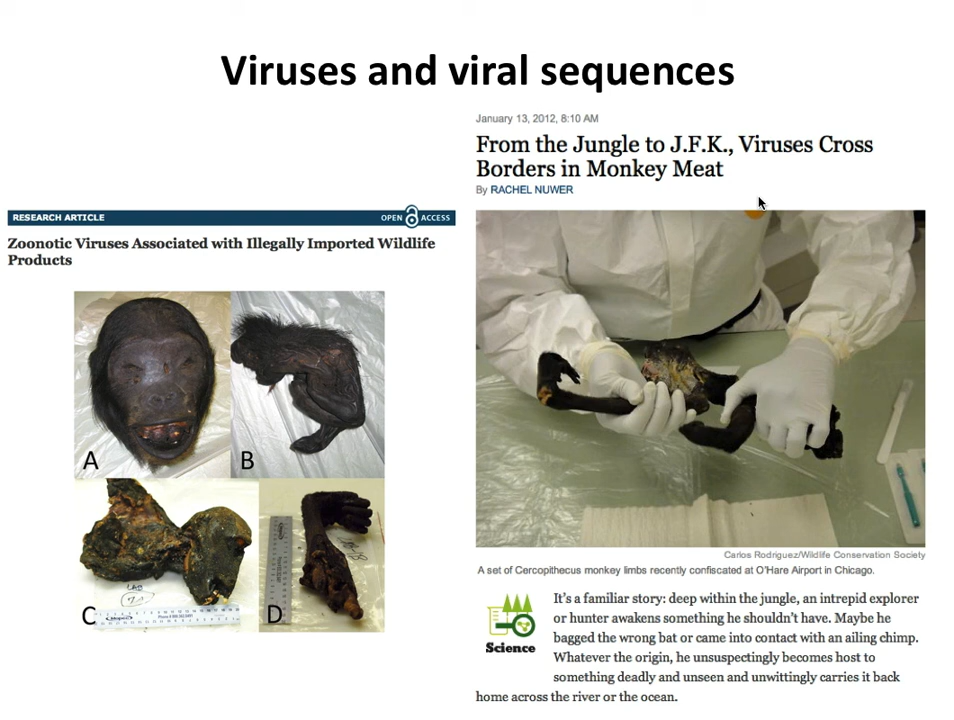 Viruses and viral sequences
RESEARCH ARTICLE
OPEN ACCESS
Zoonotic Viruses Associated with Illegally Imported Wildlife
Products
A
B
C
D
January 13, 2012, 8:10 AM
From the Jungle to J.F.K., Viruses Cross
Borders in Monkey Meat
By RACHEL NUWER
Carlos Rodriguez/Wildlife Conservation Society
A set of Cercopithecus monkey limbs recently confiscated at O'Hare Airport in Chicago.
Science
It's a familiar story: deep within the jungle, an intrepid explorer
or hunter awakens something he shouldn't have. Maybe he
bagged the wrong bat or came into contact with an ailing chimp.
Whatever the origin, he unsuspectingly becomes host to
something deadly and unseen and unwittingly carries it back
home across the river or the ocean.